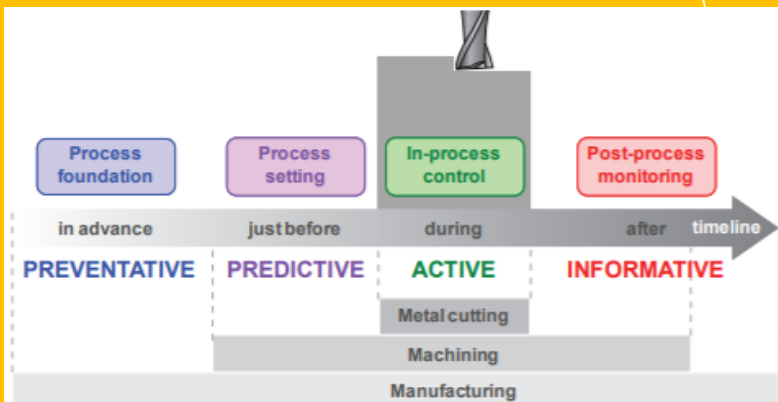 Process
foundation
Process
setting
In-process
control
Post-process
monitoring
in advance
just before
during
after
timeline
PREVENTATIVE
PREDICTIVE
ACTIVE
INFORMATIVE
Metal cutting
Machining
Manufacturing